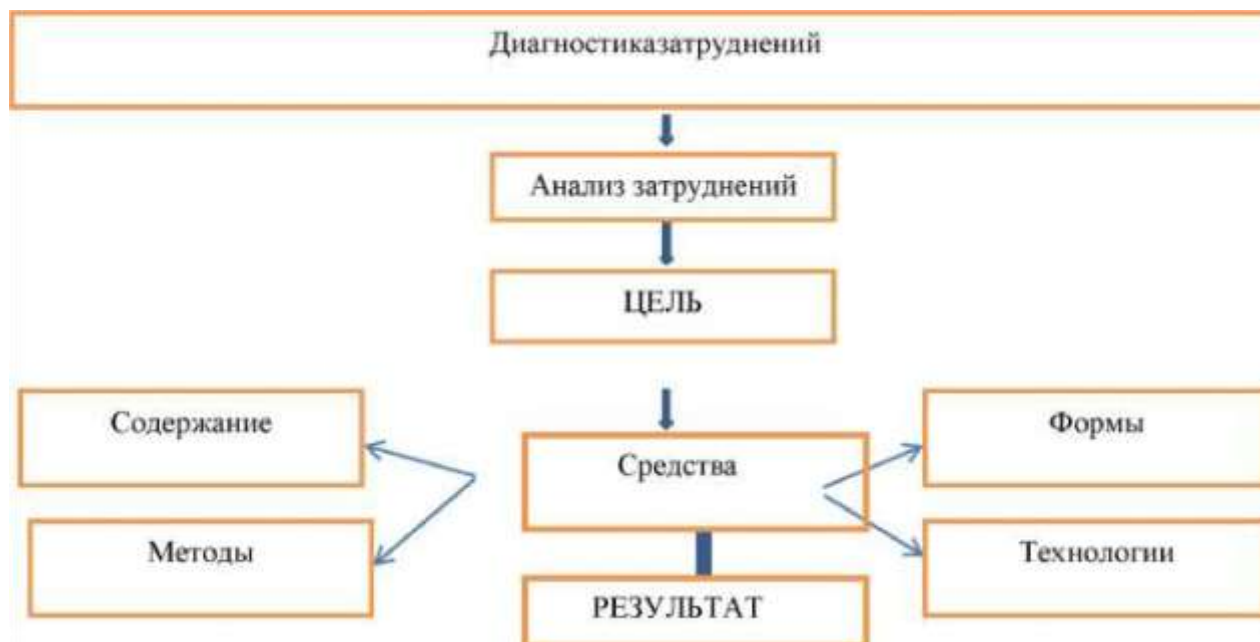 Диагностиказатруднений
Анализ затруднений
ЦЕЛЬ
Содержание
Средства
Формы
Методы
Технологии
РЕЗУЛЬТАТ